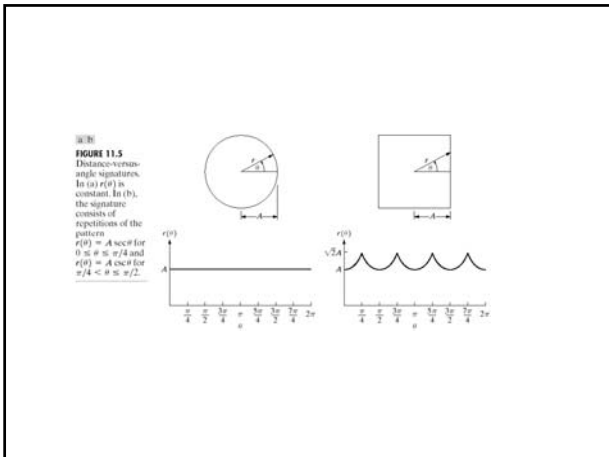 a b
FIGURE 11.5
Distance-versus-
angle signatures.
In (a) r(θ) is
constant. In (b),
the signature
consists of
repetitions of the
pattern
r(θ) = A sec θ for
0 ≤ θ ≤ π/4 and
r(θ) = A csc θ for
π/4 < θ ≤ π/2.
r
θ
A
r(θ)
A
π/4 π/2 3π/4 π 5π/4 3π/2 7π/4 2π
θ
r
θ
A
r(θ)
√2A
A
π/4 π/2 3π/4 π 5π/4 3π/2 7π/4 2π
θ